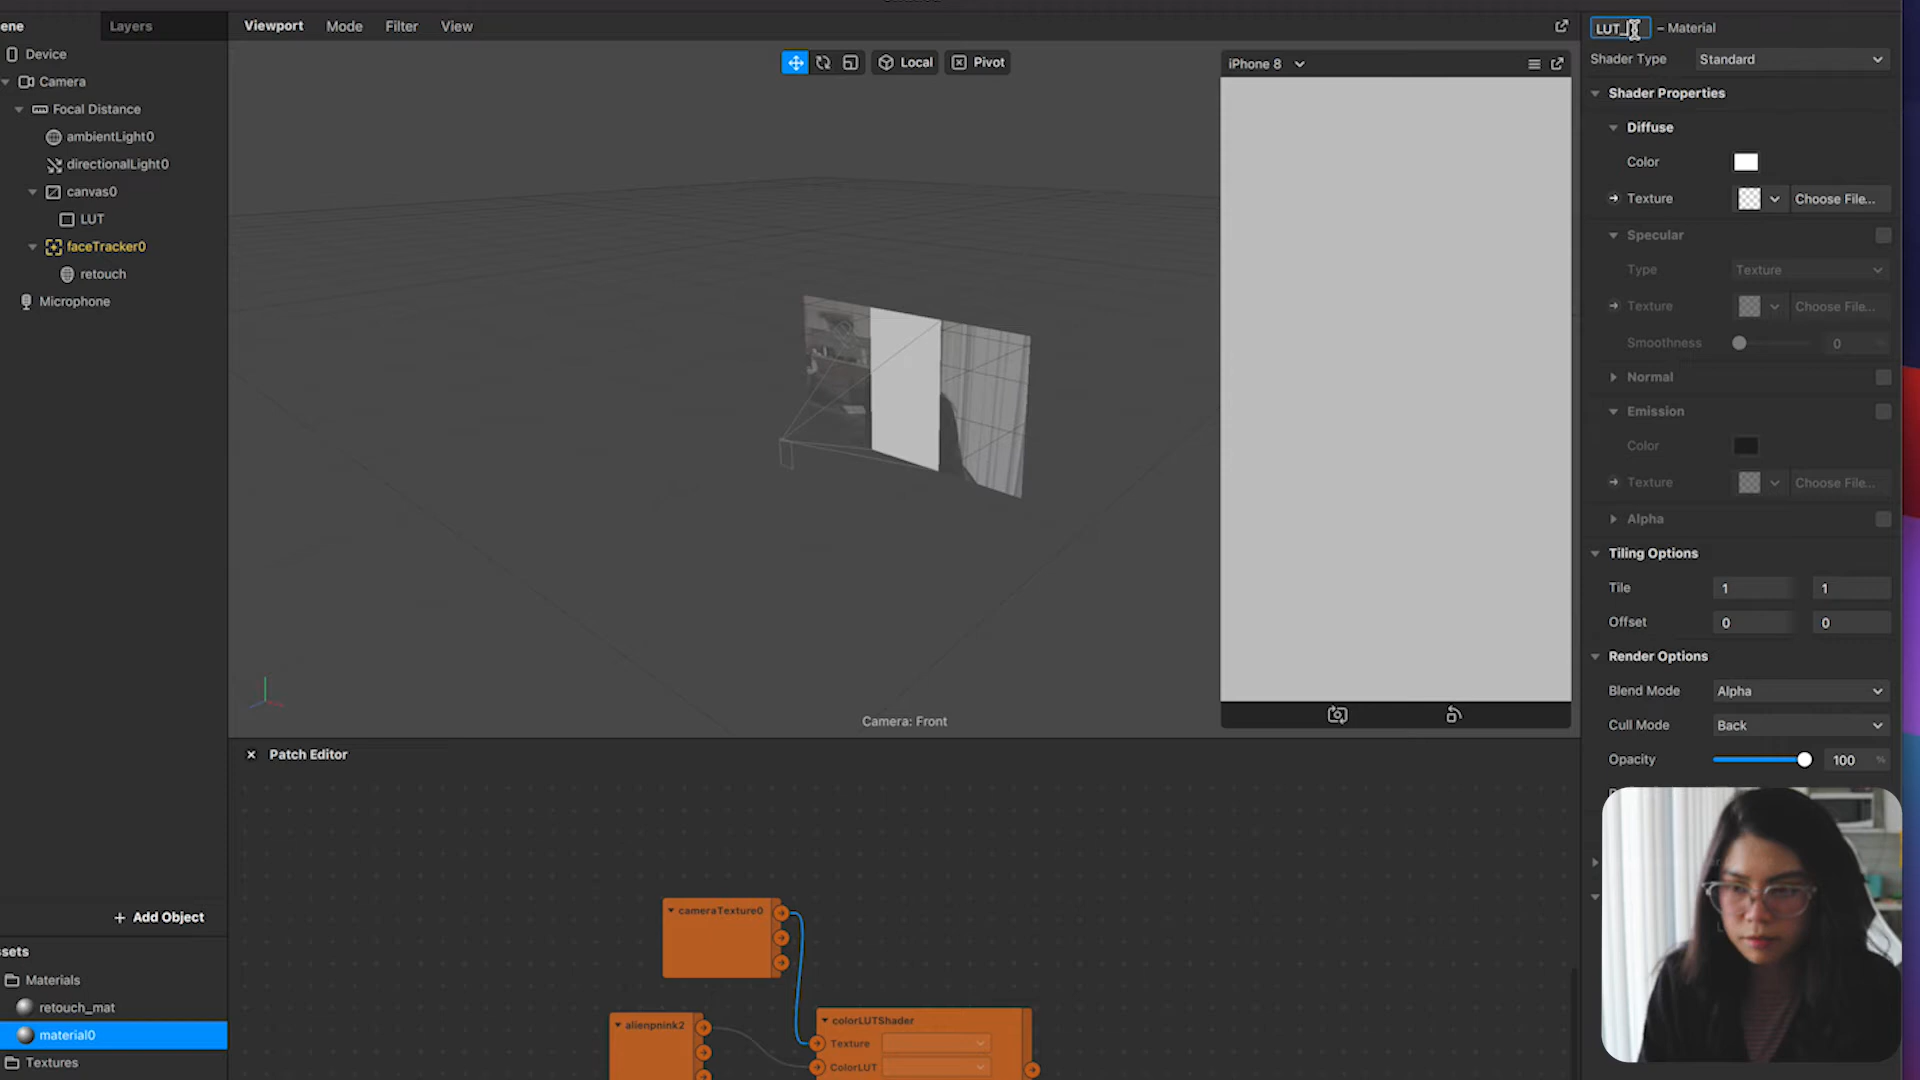 ene
Layers
Device
Camera
Focal Distance
ambientLight0
directionalLight0
canvas0
LUT
faceTracker0
retouch
Microphone
Add Object
ssets
Materials
retouch_mat
material0
Textures
Viewport Mode Filter View
Local
Pivot
Camera: Front
iPhone 8
Patch Editor
cameraTexture0
alienpnink2
colorLUTShader
Texture
ColorLUT
LUT_ – Material
Shader Type Standard
Shader Properties
Diffuse
Color
Texture Choose File...
Specular
Type Texture
Texture Choose File...
Smoothness 0
Normal
Emission
Color
Texture Choose File...
Alpha
Tiling Options
Tile 1 1
Offset 0 0
Render Options
Blend Mode Alpha
Cull Mode Back
Opacity 100 %